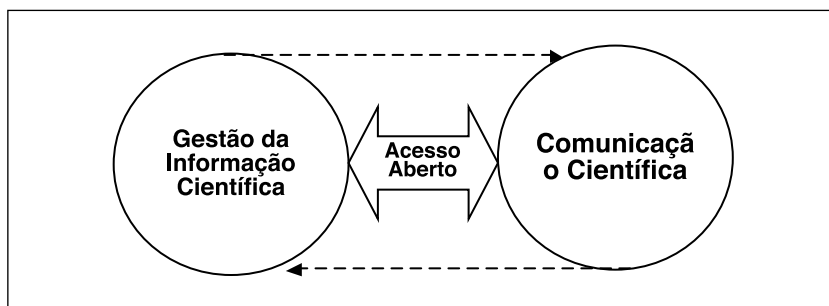 Gestão da
Informação
Científica
Acesso
Aberto
Comunicaçã
o Científica